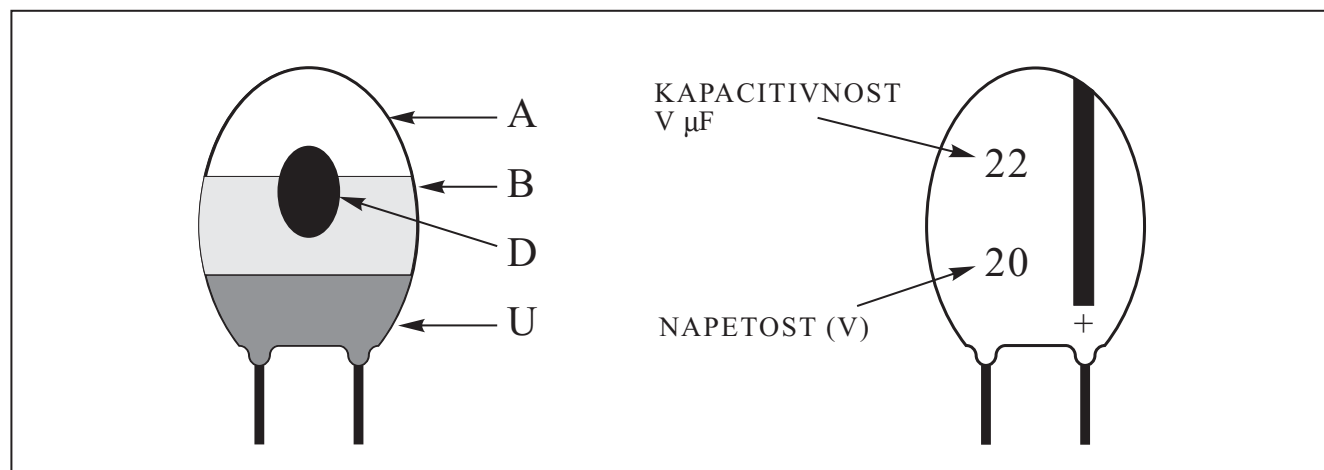 A
B
D
U
KAPACITIVNOST
V µF
22
20
NAPETOST (V)
+